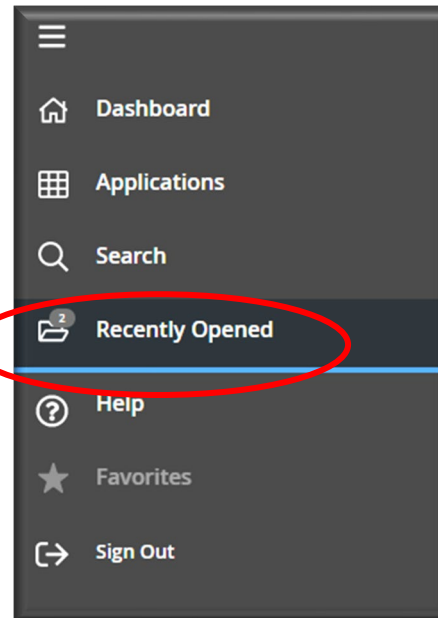 Dashboard
Applications
Search
2
Recently Opened
Help
Favorites
Sign Out